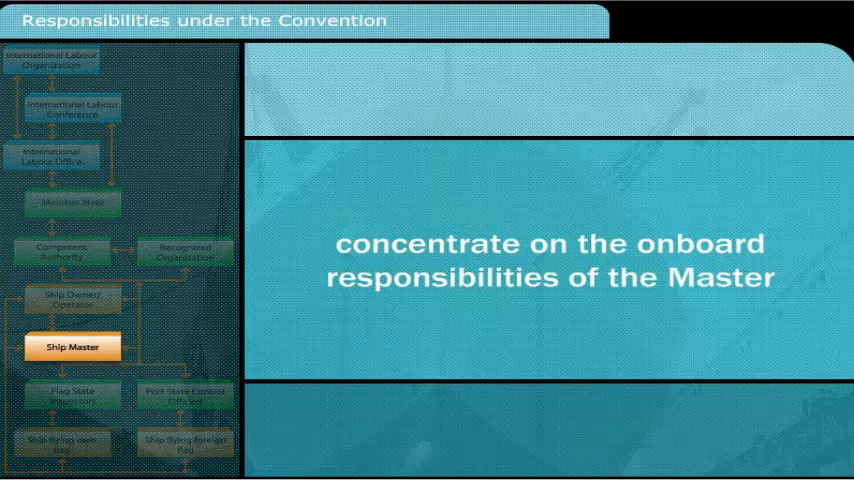 Responsibilities under the Convention
International Labour
Organization
International Labour
Conference
International
Labour Office
Member State
Competent
Authority
Recognized
Organization
Ship Owner/
Operator
Ship Master
Flag State
Inspectors
Port State Control
Officers
Ship flying own
flag
Ship flying foreign
flag
concentrate on the onboard
responsibilities of the Master